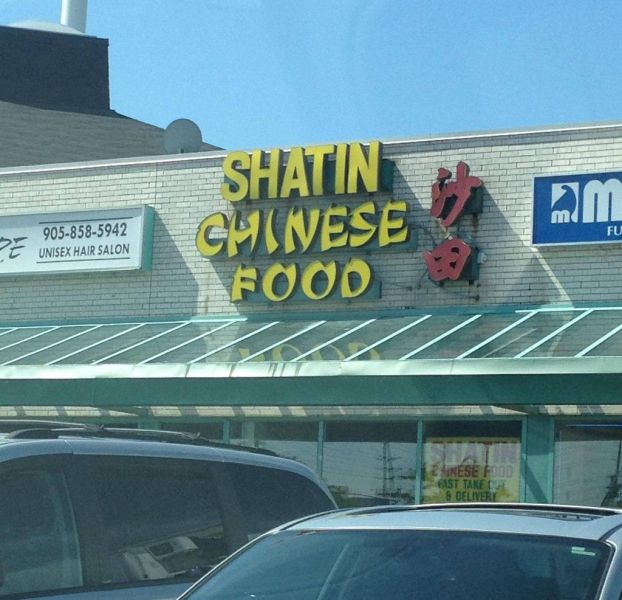 SHATIN
CHINESE
FOOD
沙田
905-858-5942
UNISEX HAIR SALON
SHATIN
CHINESE FOOD
FAST TAKE OUT
& DELIVERY